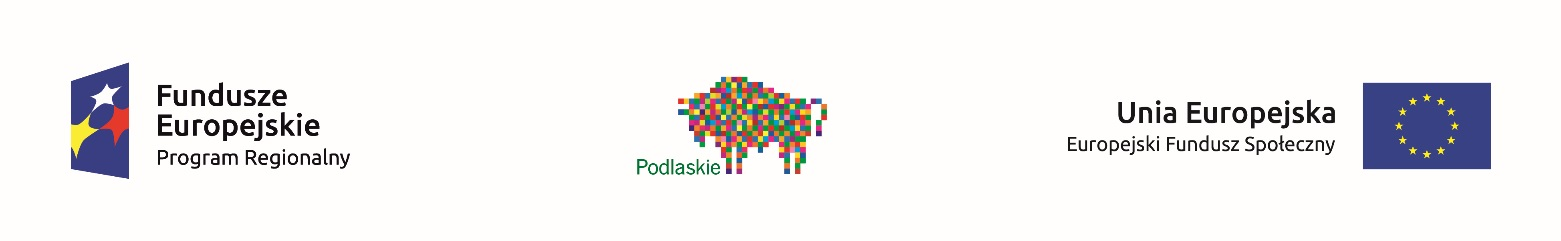 Fundusze
Europejskie
Program Regionalny
Podlaskie
Unia Europejska
Europejski Fundusz Społeczny